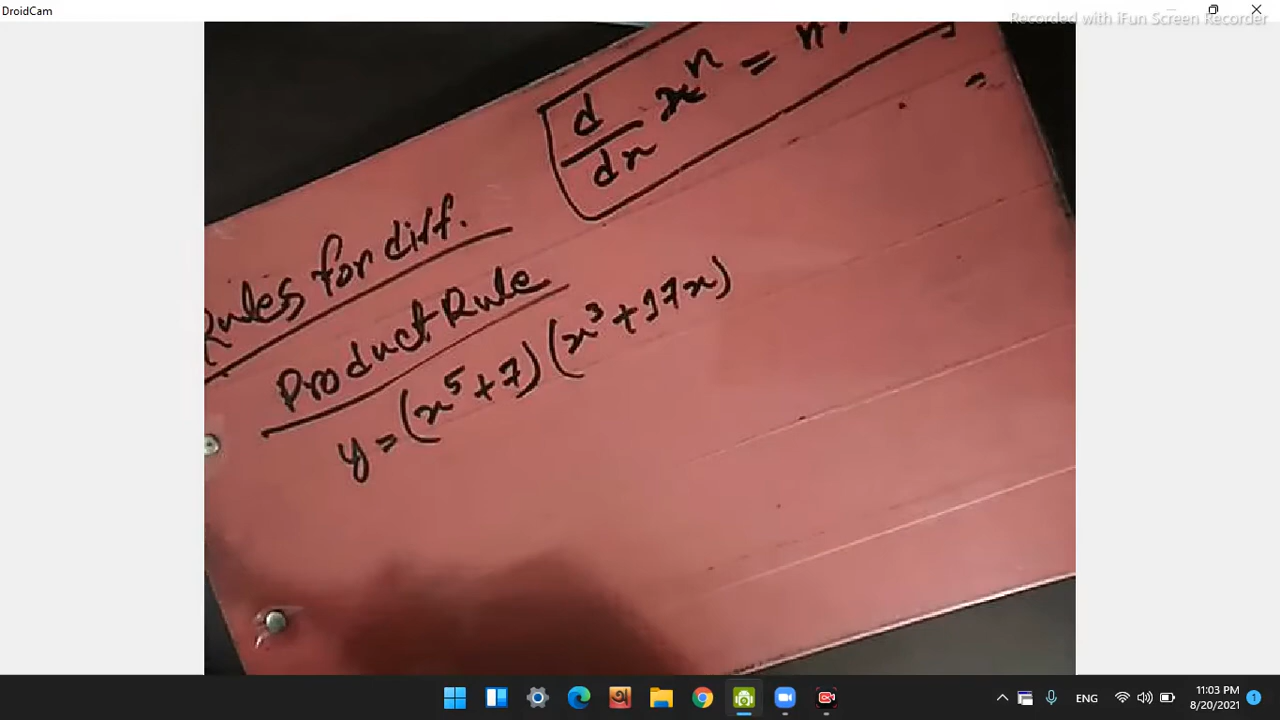 DroidCam
Recorded with iFun Screen Recorder
d/dx x^n = n
=
Rules for diff.
Product Rule
y = (x^5 + 7)(x^3 + 17x)
ENG
11:03 PM
8/20/2021
1